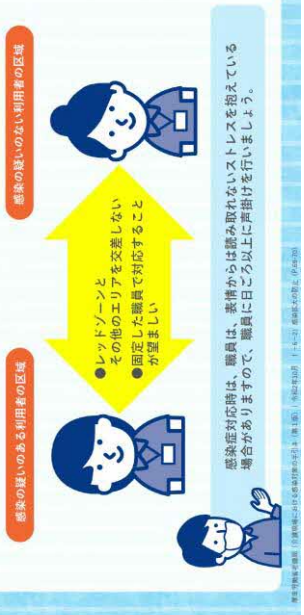 感染の疑いのある利用者の区域
感染の疑いのない利用者の区域
●レッドゾーンと
その他のエリアを交差しない
●固定した職員で対応すること
が望ましい
感染症対応時は、職員は、表情からは読み取れないストレスを抱えている
場合がありますので、職員に日ごろ以上に声掛けを行いましょう。